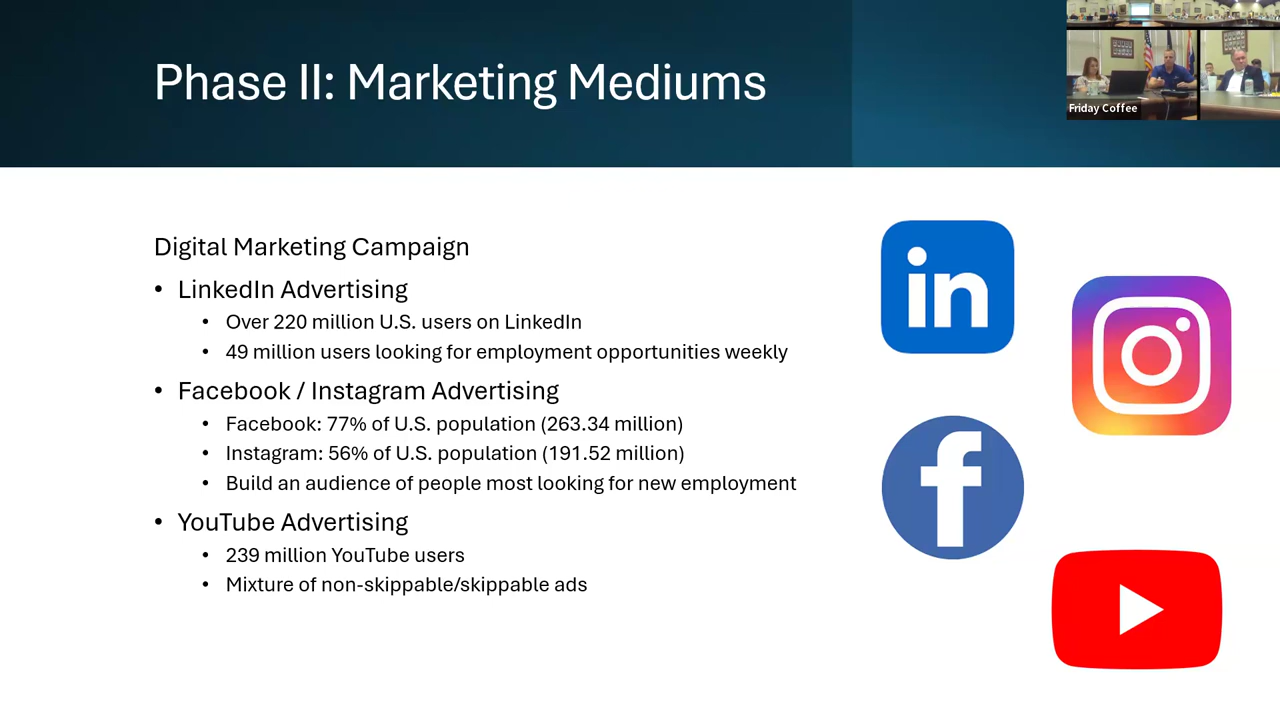 Phase II: Marketing Mediums
Friday Coffee
Digital Marketing Campaign
• LinkedIn Advertising
• Over 220 million U.S. users on LinkedIn
• 49 million users looking for employment opportunities weekly
• Facebook / Instagram Advertising
• Facebook: 77% of U.S. population (263.34 million)
• Instagram: 56% of U.S. population (191.52 million)
• Build an audience of people most looking for new employment
• YouTube Advertising
• 239 million YouTube users
• Mixture of non-skippable/skippable ads
in
f